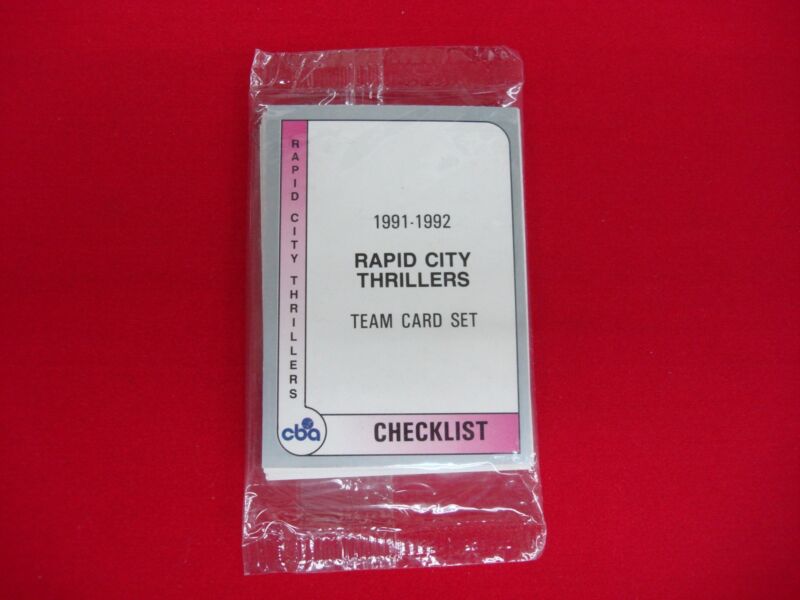 RAPID CITY THRILLERS
1991-1992
RAPID CITY
THRILLERS
TEAM CARD SET
cba
CHECKLIST